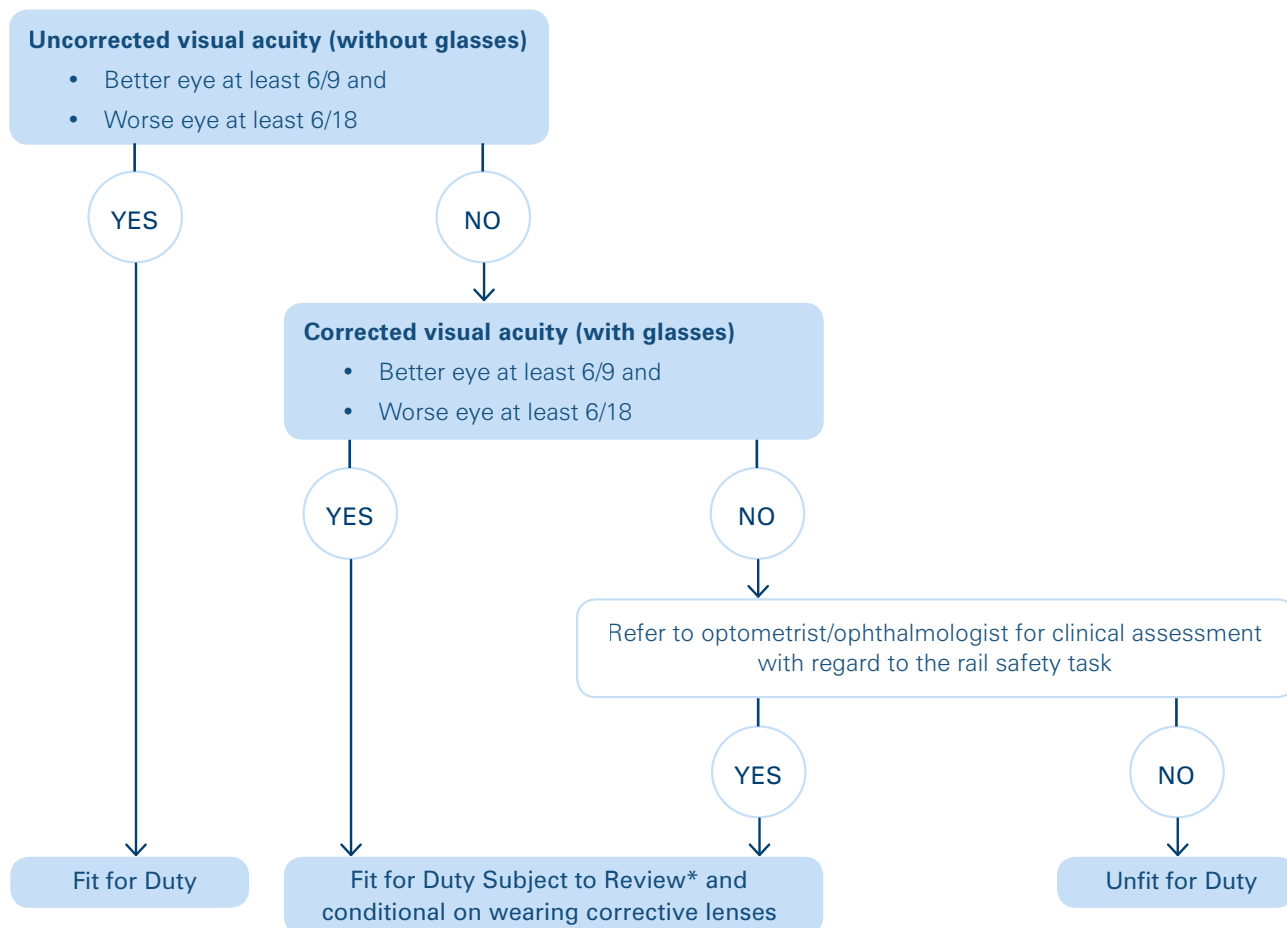 Uncorrected visual acuity (without glasses)
• Better eye at least 6/9 and
• Worse eye at least 6/18
YES
NO
Corrected visual acuity (with glasses)
• Better eye at least 6/9 and
• Worse eye at least 6/18
YES
NO
Refer to optometrist/ophthalmologist for clinical assessment
with regard to the rail safety task
YES
NO
Fit for Duty
Fit for Duty Subject to Review* and
conditional on wearing corrective lenses
Unfit for Duty